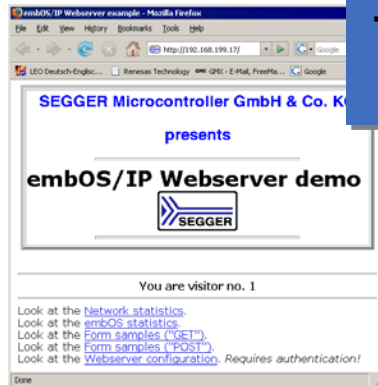 embOS/IP Webserver example - Mozilla Firefox
File Edit View History Bookmarks Tools Help
http://192.168.199.17/ Google
LEO Deutsch-Englisc... Renesas Technology GMX - E-Mail, FreeMa... Google
SEGGER Microcontroller GmbH & Co. K
presents
embOS/IP Webserver demo
SEGGER
You are visitor no. 1
Look at the Network statistics.
Look at the embOS statistics.
Look at the Form samples ("GET").
Look at the Form samples ("POST").
Look at the Webserver configuration. Requires authentication!
Done